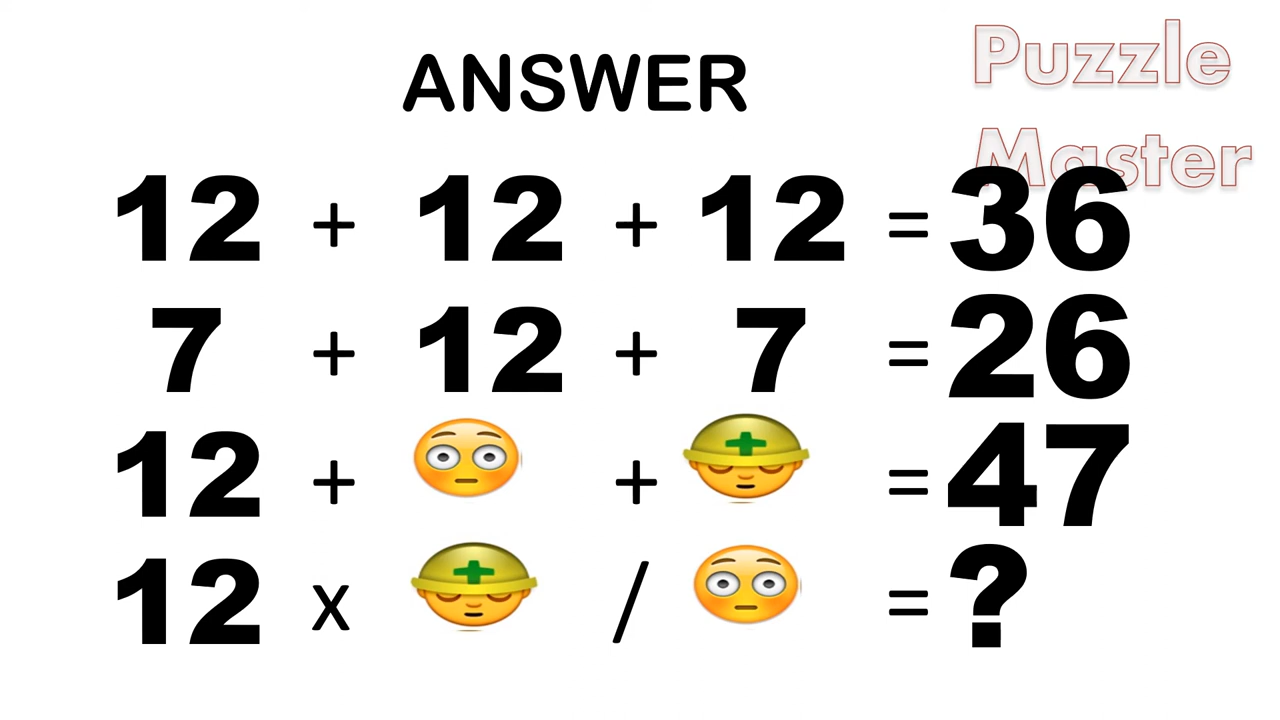 Puzzle
Master
ANSWER
12 + 12 + 12 = 36
7 + 12 + 7 = 26
12 + 😳 + = 47
12 x / 😳 = ?